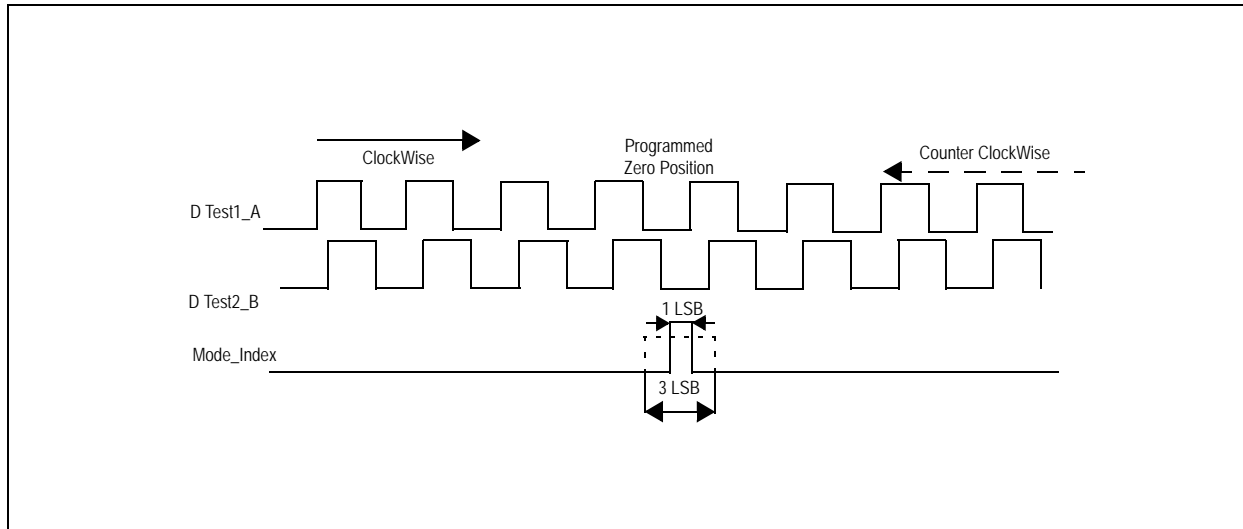 Programmed
Zero Position
ClockWise
Counter ClockWise
D Test1_A
D Test2_B
1 LSB
Mode_Index
3 LSB